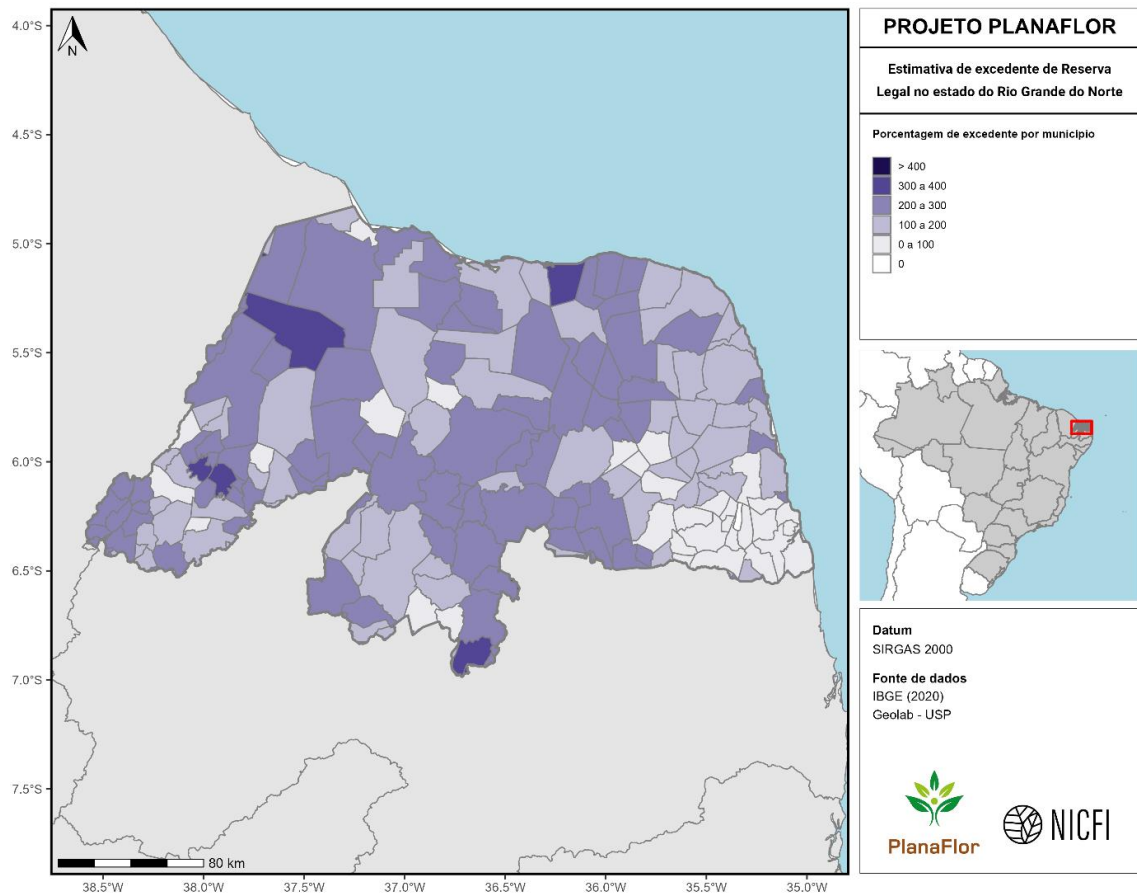 PROJETO PLANAFLOR
Estimativa de excedente de Reserva
Legal no estado do Rio Grande do Norte
Porcentagem de excedente por município
> 400
300 a 400
200 a 300
100 a 200
0 a 100
0
Datum
SIRGAS 2000
Fonte de dados
IBGE (2020)
Geolab - USP
PlanaFlor
NICFI
N
4.0°S
4.5°S
5.0°S
5.5°S
6.0°S
6.5°S
7.0°S
7.5°S
80 km
38.5°W
38.0°W
37.5°W
37.0°W
36.5°W
36.0°W
35.5°W
35.0°W